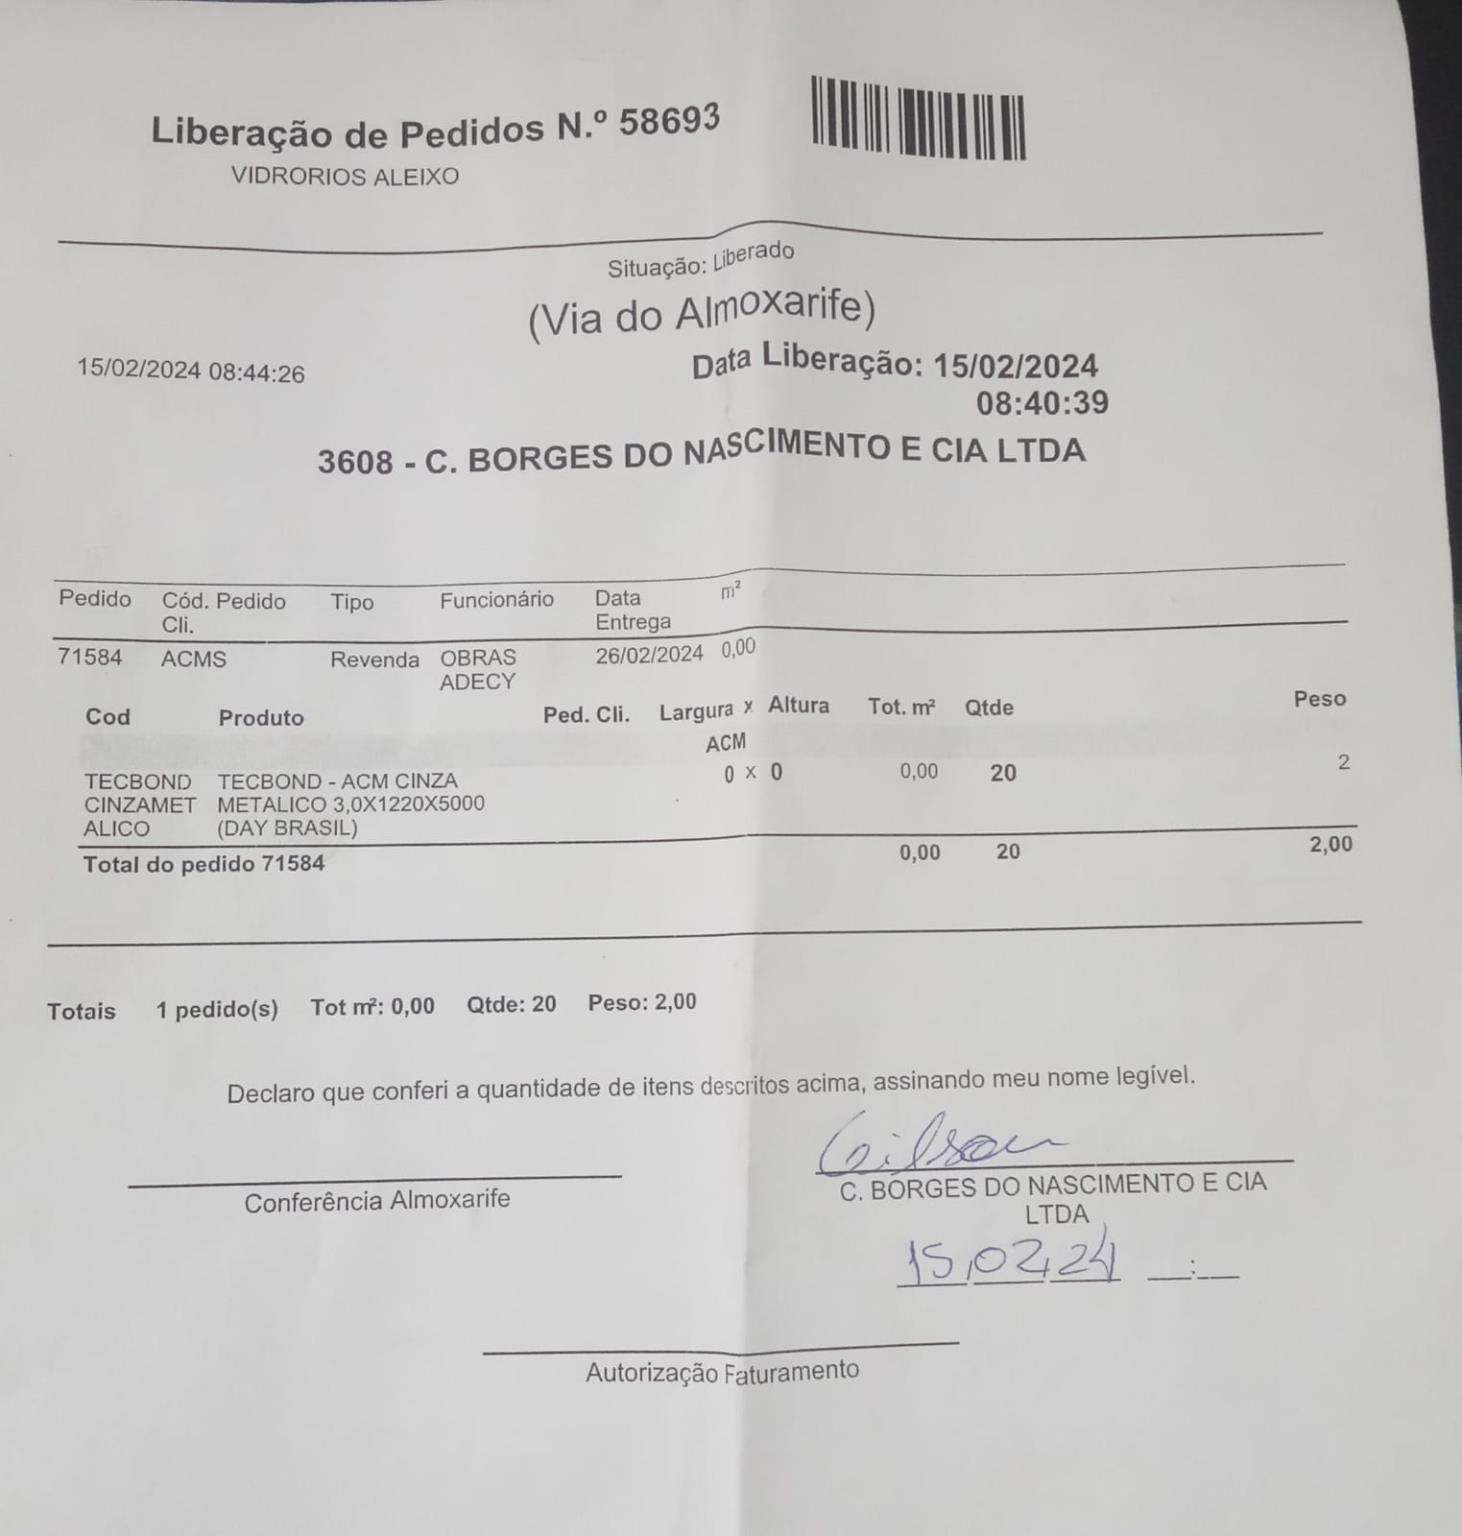 Liberação de Pedidos N.º 58693
VIDRORIOS ALEIXO
Situação: Liberado
(Via do Almoxarife)
15/02/2024 08:44:26
Data Liberação: 15/02/2024
08:40:39
3608 - C. BORGES DO NASCIMENTO E CIA LTDA
Pedido Cód. Pedido Tipo Funcionário Data m²
Cli. Entrega
71584 ACMS Revenda OBRAS 26/02/2024 0,00
ADECY
Cod Produto Ped. Cli. Largura x Altura Tot. m² Qtde Peso
ACM
TECBOND TECBOND - ACM CINZA 0 x 0 0,00 20 2
CINZAMET METALICO 3,0X1220X5000
ALICO (DAY BRASIL)
Total do pedido 71584 0,00 20 2,00
Totais 1 pedido(s) Tot m²: 0,00 Qtde: 20 Peso: 2,00
Declaro que conferi a quantidade de itens descritos acima, assinando meu nome legível.
Gilson
Conferência Almoxarife
C. BORGES DO NASCIMENTO E CIA
LTDA
15,02,24 __:__
Autorização Faturamento